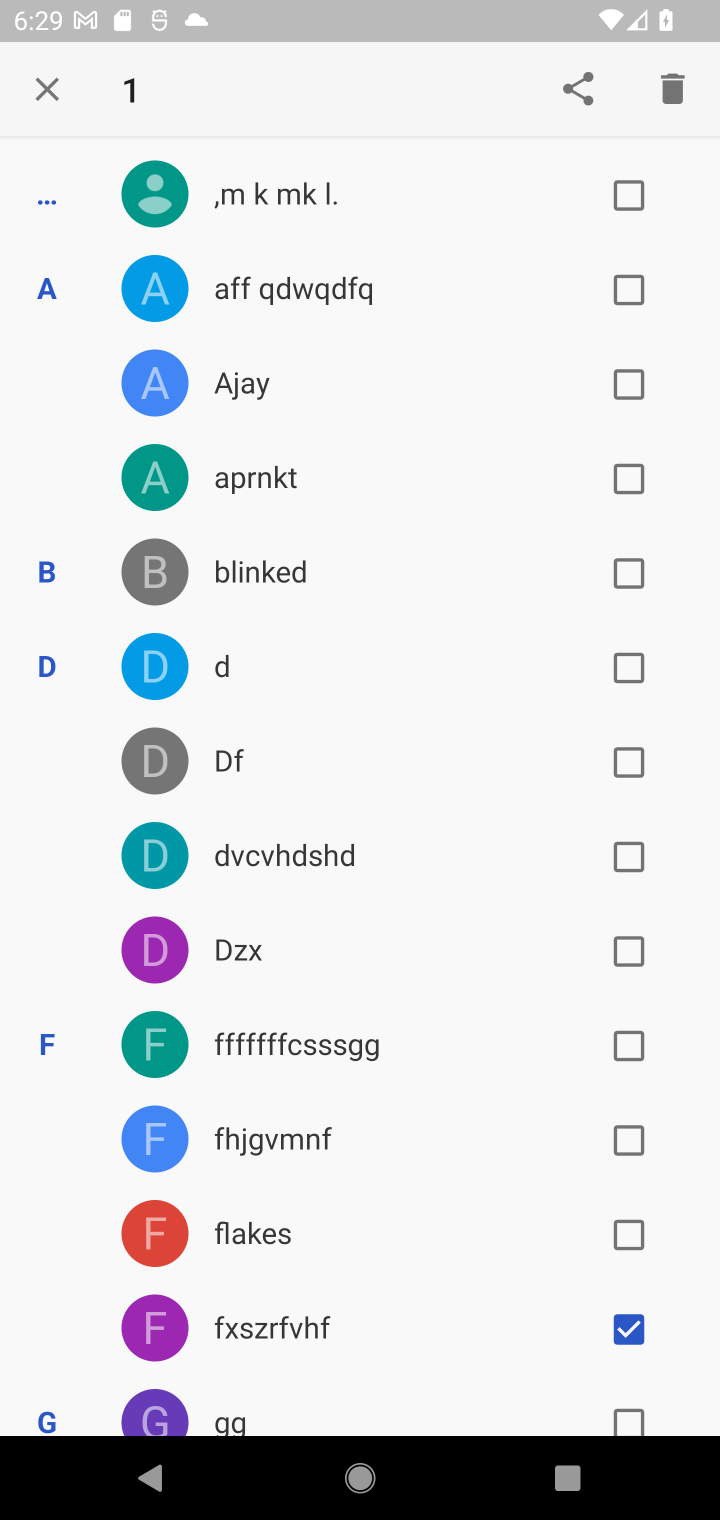 6:29
1
... ,m k mk l.
A A aff qdwqdfq
A Ajay
A aprnkt
B B blinked
D D d
D Df
D dvcvhdshd
D Dzx
F F fffffffcsssgg
F fhjgvmnf
F flakes
F fxszrfvhf
G G gg